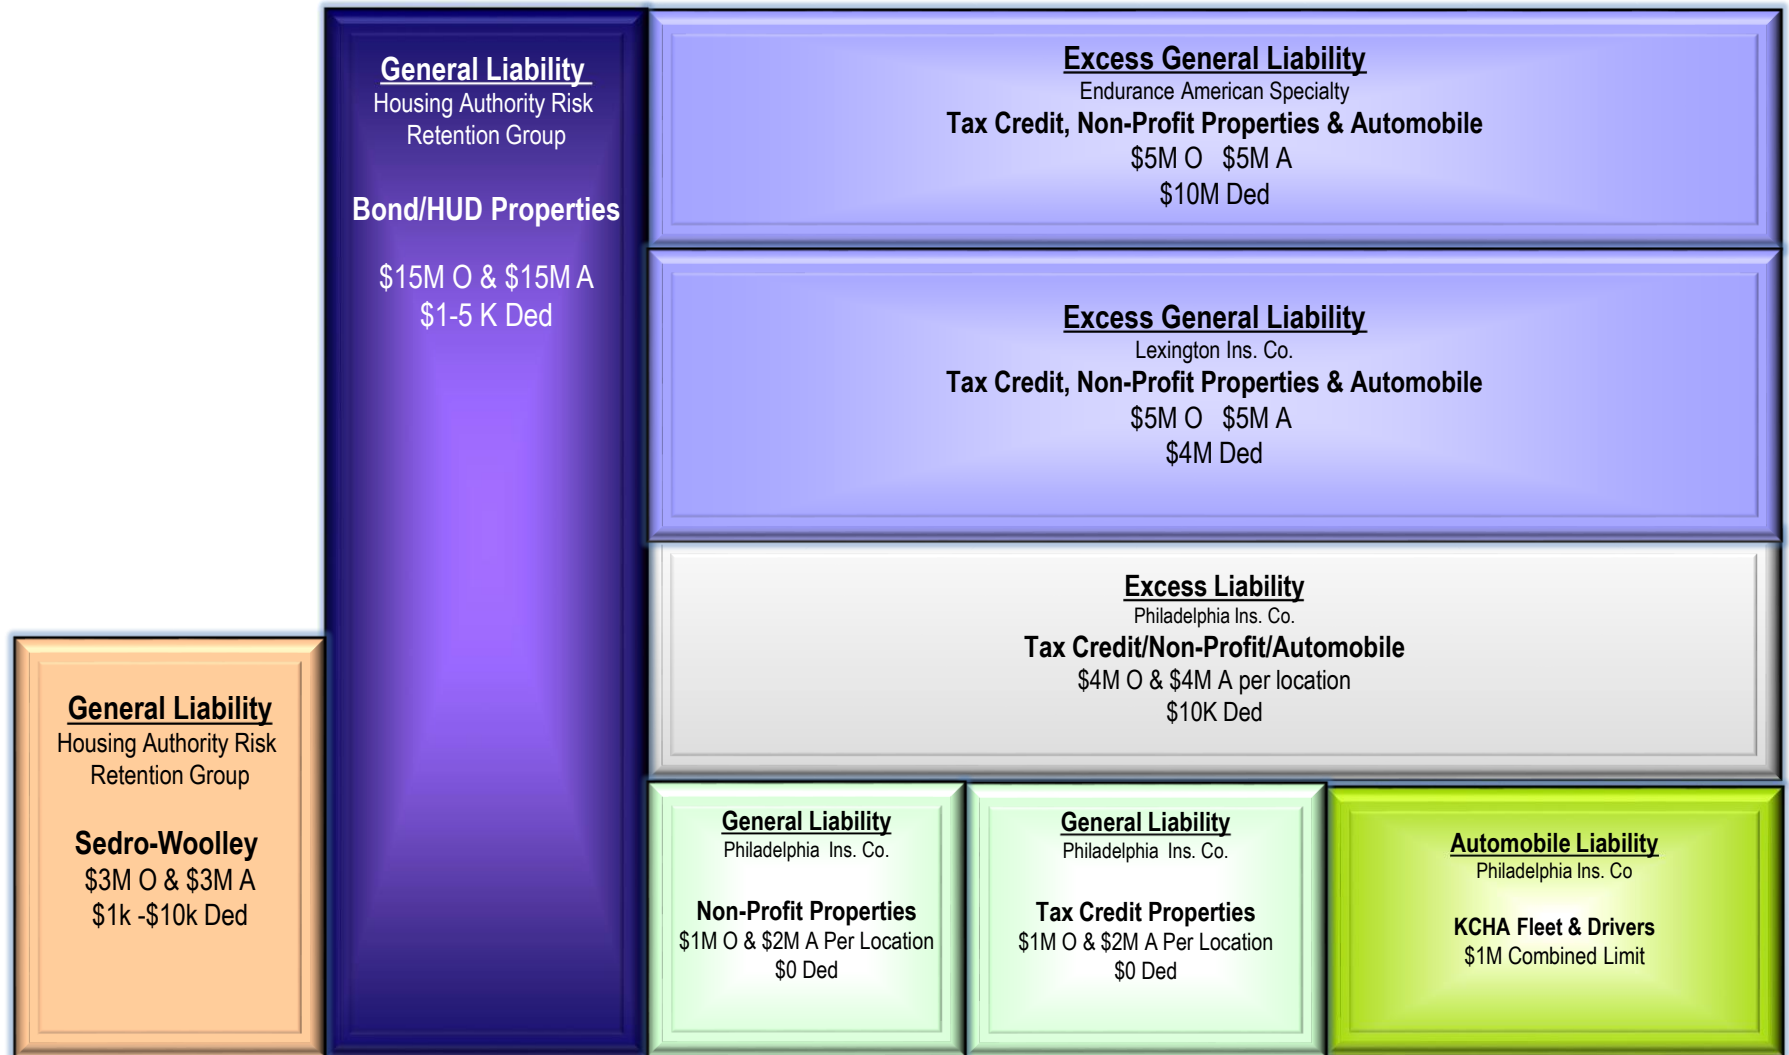 General Liability
Housing Authority Risk
Retention Group
Bond/HUD Properties
$15M O & $15M A
$1-5 K Ded
Excess General Liability
Endurance American Specialty
Tax Credit, Non-Profit Properties & Automobile
$5M O $5M A
$10M Ded
Excess General Liability
Lexington Ins. Co.
Tax Credit, Non-Profit Properties & Automobile
$5M O $5M A
$4M Ded
Excess Liability
Philadelphia Ins. Co.
Tax Credit/Non-Profit/Automobile
$4M O & $4M A per location
$10K Ded
General Liability
Housing Authority Risk
Retention Group
Sedro-Woolley
$3M O & $3M A
$1k -$10k Ded
General Liability
Philadelphia Ins. Co.
Non-Profit Properties
$1M O & $2M A Per Location
$0 Ded
General Liability
Philadelphia Ins. Co.
Tax Credit Properties
$1M O & $2M A Per Location
$0 Ded
Automobile Liability
Philadelphia Ins. Co
KCHA Fleet & Drivers
$1M Combined Limit